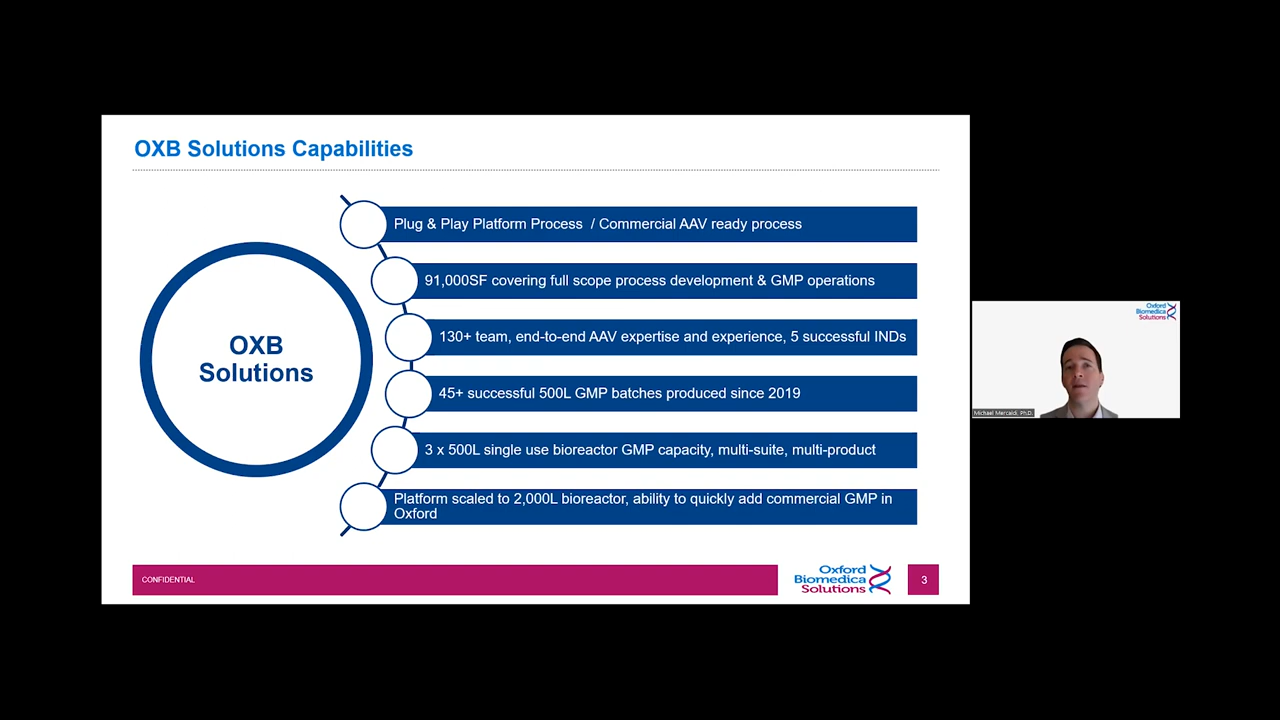 OXB Solutions Capabilities
Plug & Play Platform Process / Commercial AAV ready process
91,000SF covering full scope process development & GMP operations
130+ team, end-to-end AAV expertise and experience, 5 successful INDs
OXB
Solutions
45+ successful 500L GMP batches produced since 2019
3 x 500L single use bioreactor GMP capacity, multi-suite, multi-product
Platform scaled to 2,000L bioreactor, ability to quickly add commercial GMP in
Oxford
CONFIDENTIAL
Oxford
Biomedica
Solutions
3
Oxford
Biomedica
Solutions
Michael Mercaldi, Ph.D.